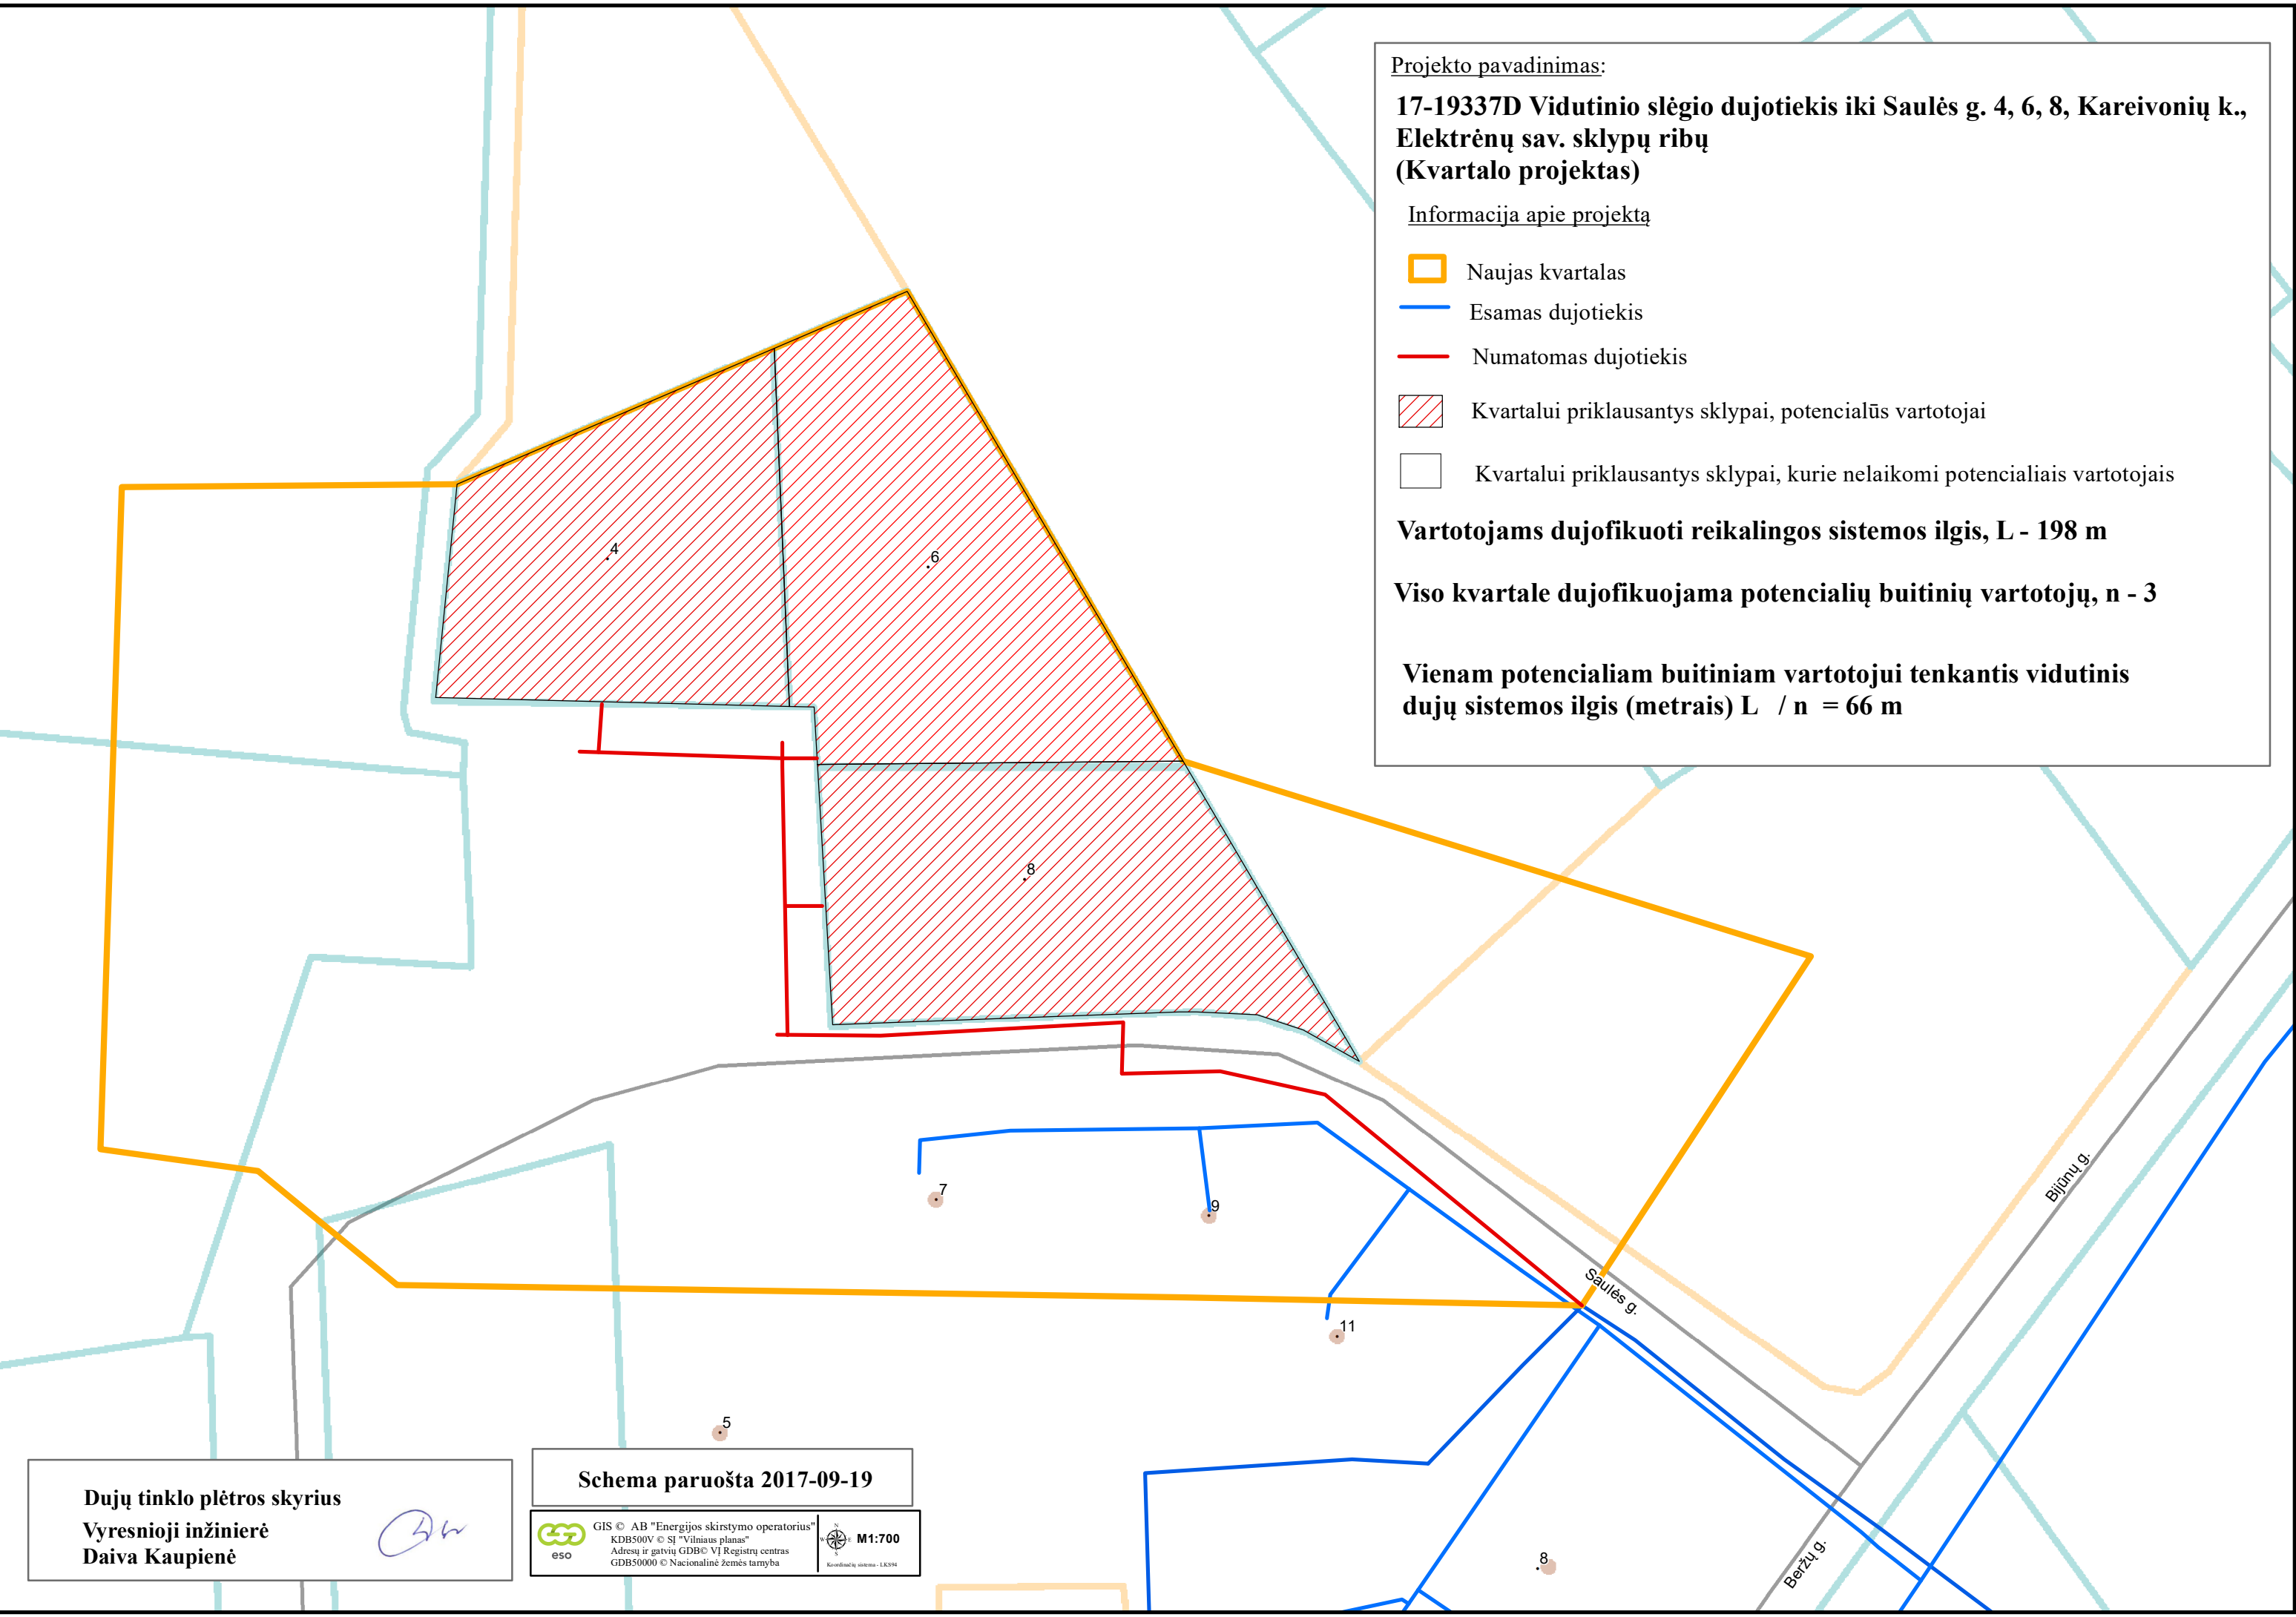 Projekto pavadinimas:
17-19337D Vidutinio slėgio dujotiekis iki Saulės g. 4, 6, 8, Kareivonių k.,
Elektrėnų sav. sklypų ribų
(Kvartalo projektas)
Informacija apie projektą
Naujas kvartalas
Esamas dujotiekis
Numatomas dujotiekis
Kvartalui priklausantys sklypai, potencialūs vartotojai
Kvartalui priklausantys sklypai, kurie nelaikomi potencialiais vartotojais
Vartotojams dujofikuoti reikalingos sistemos ilgis, L - 198 m
Viso kvartale dujofikuojama potencialių buitinių vartotojų, n - 3
Vienam potencialiam buitiniam vartotojui tenkantis vidutinis
dujų sistemos ilgis (metrais) L / n = 66 m
4
6
8
7
9
11
5
8
Saulės g.
Bijūnų g.
Beržų g.
Dujų tinklo plėtros skyrius
Vyresnioji inžinierė
Daiva Kaupienė
Schema paruošta 2017-09-19
eso
GIS © AB "Energijos skirstymo operatorius"
KDB500V © SĮ "Vilniaus planas"
Adresų ir gatvių GDB© VĮ Registrų centras
GDB50000 © Nacionalinė žemės tarnyba
N
W
E
S
M1:700
Koordinačių sistema - LKS94